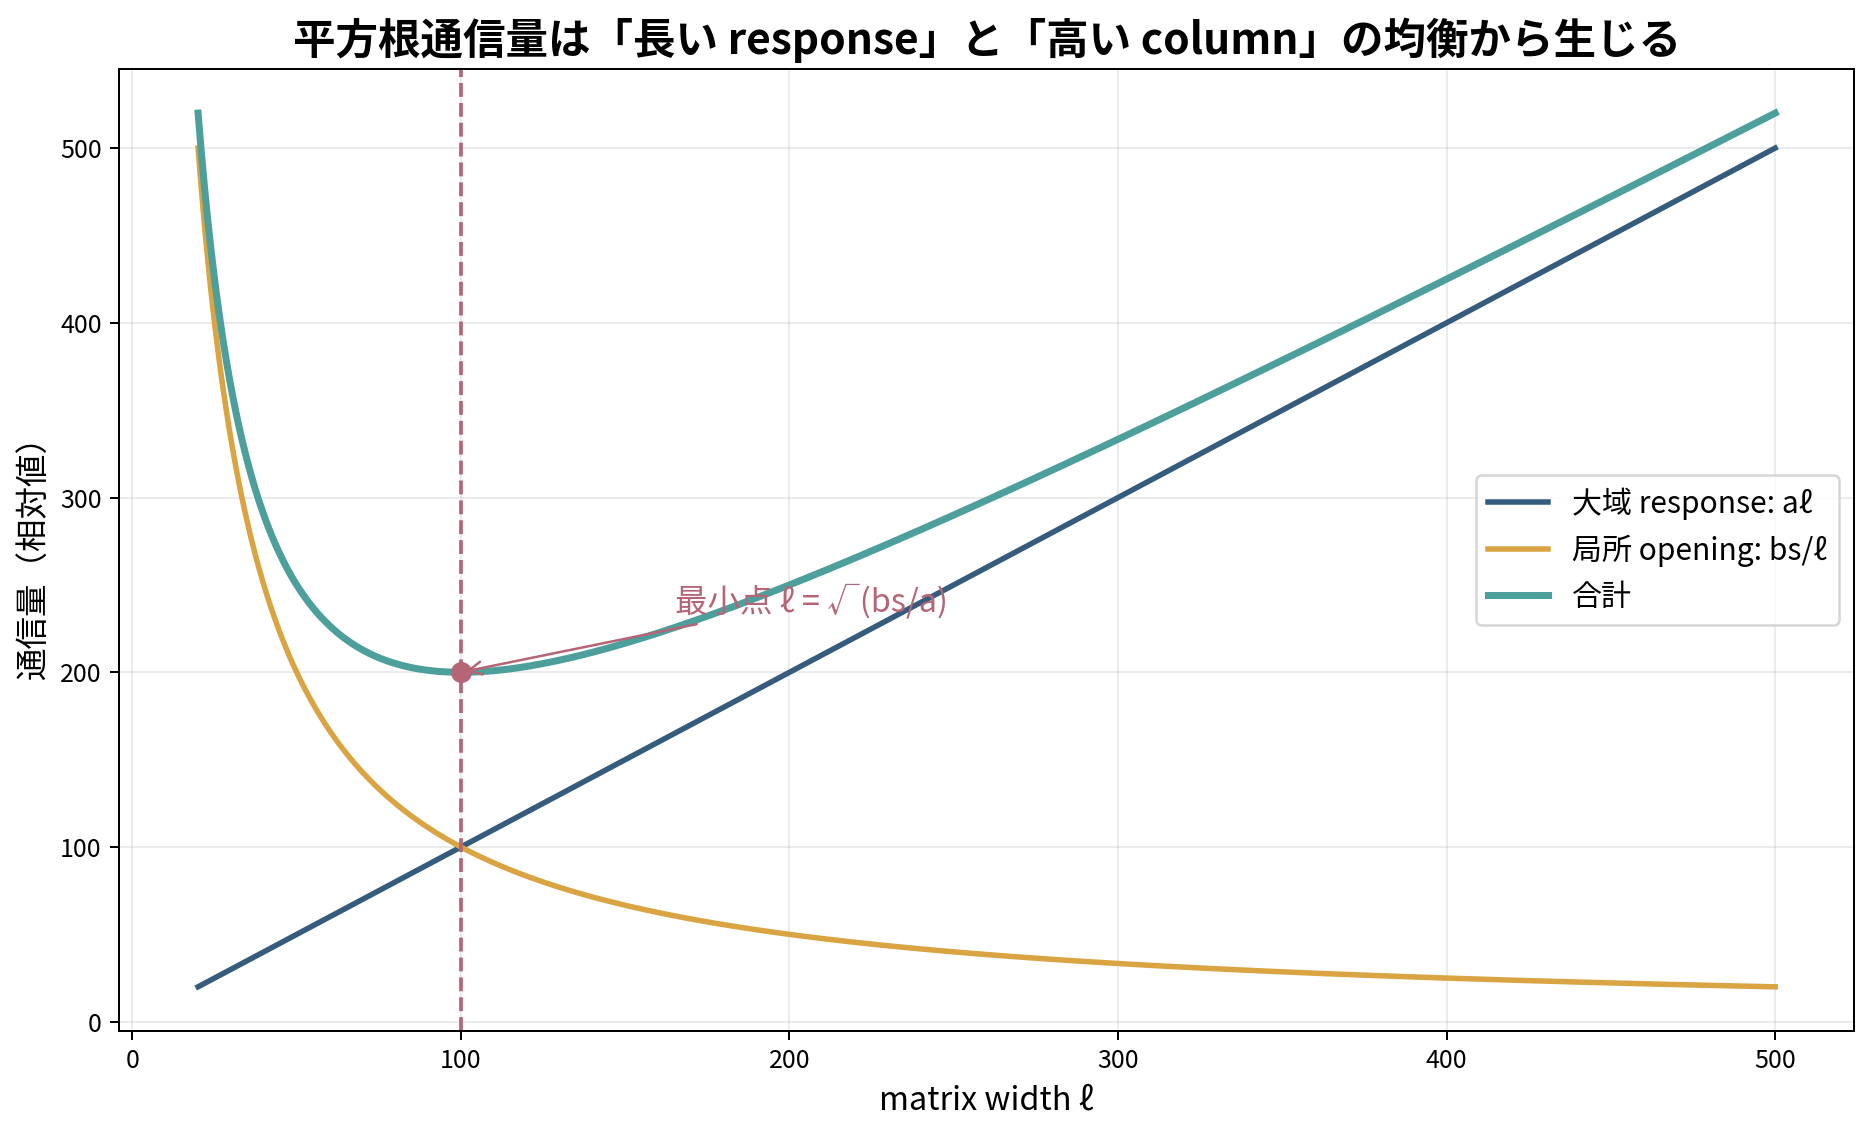 平方根通信量は「長い response」と「高い column」の均衡から生じる
通信量（相対値）
500
400
300
200
100
0
最小点 ℓ = √ (bs/a)
大域 response: aℓ
局所 opening: bs/ℓ
合計
0 100 200 300 400 500
matrix width ℓ